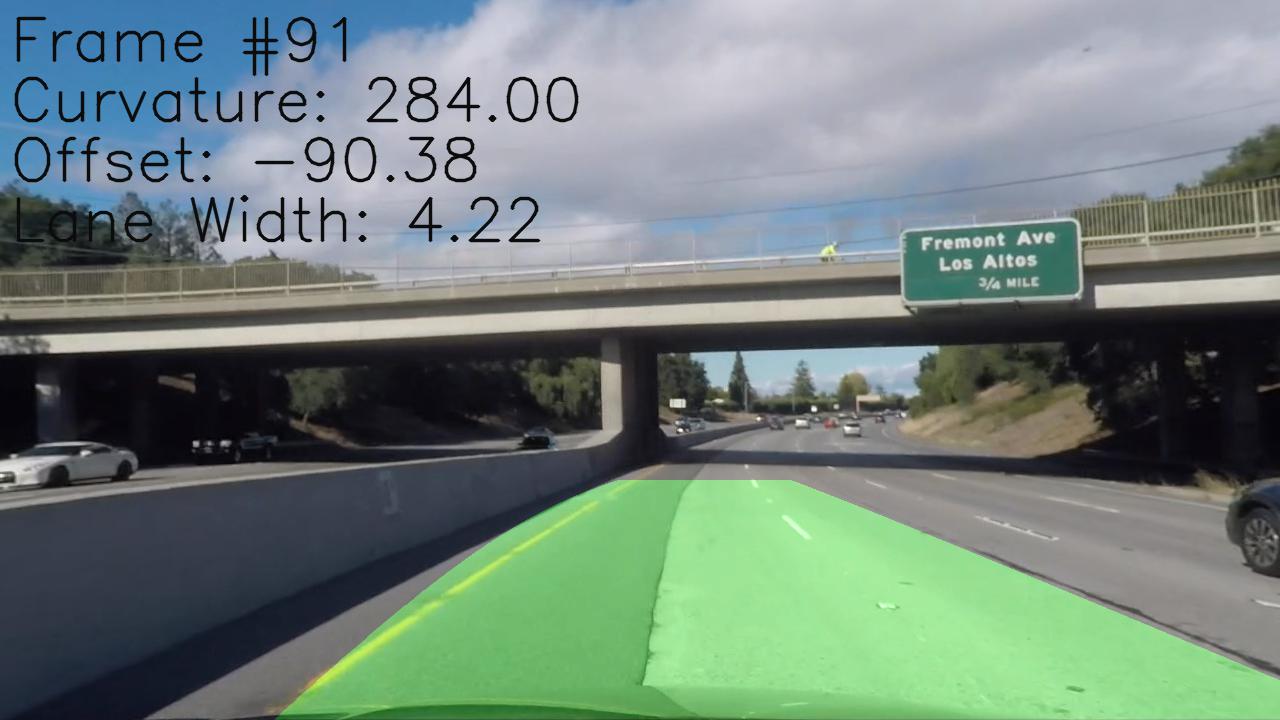 Frame #91
Curvature: 284.00
Offset: -90.38
Lane Width: 4.22
Fremont Ave
Los Altos
3/4 MILE